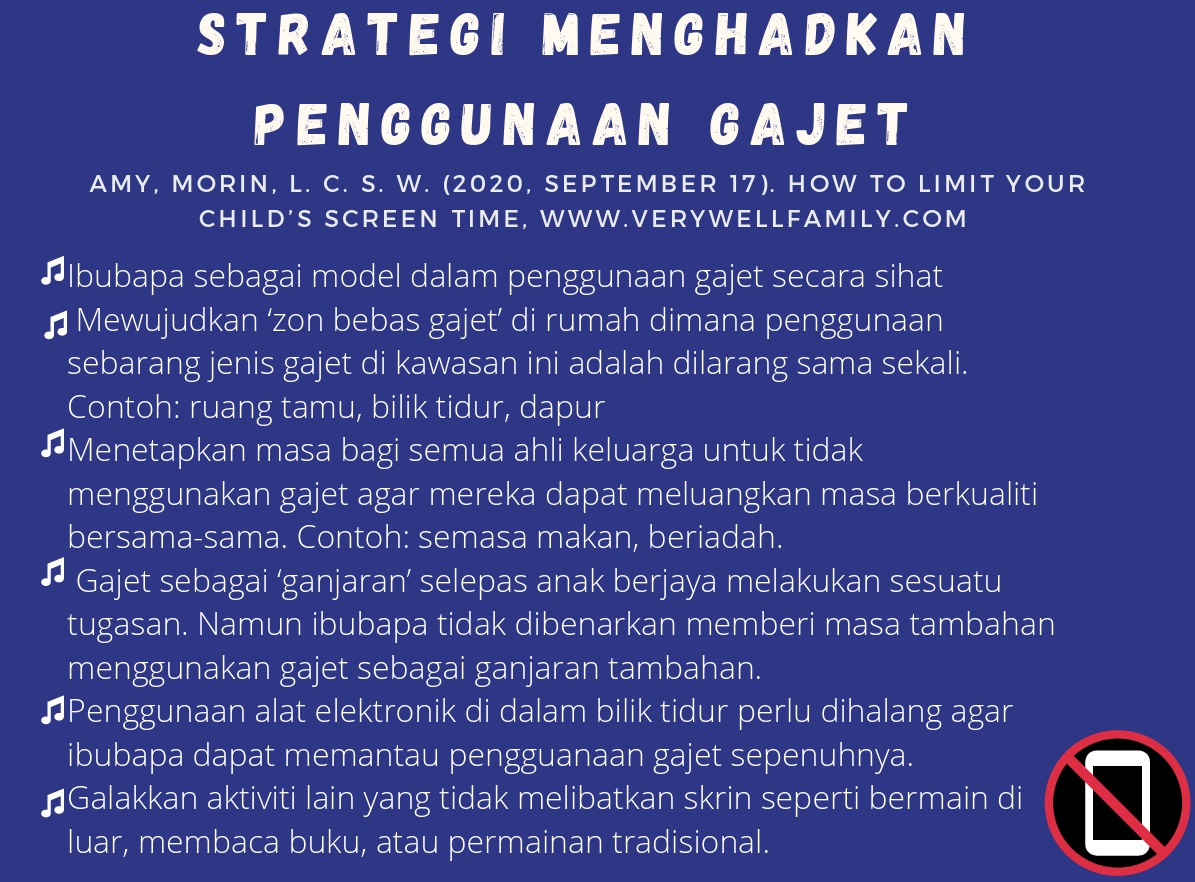 STRATEGI MENGHADKAN
PENGGUNAAN GAJET
AMY, MORIN, L. C. S. W. (2020, SEPTEMBER 17). HOW TO LIMIT YOUR
CHILD’S SCREEN TIME, WWW.VERYWELLFAMILY.COM
Ibubapa sebagai model dalam penggunaan gajet secara sihat
Mewujudkan ‘zon bebas gajet’ di rumah dimana penggunaan
sebarang jenis gajet di kawasan ini adalah dilarang sama sekali.
Contoh: ruang tamu, bilik tidur, dapur
Menetapkan masa bagi semua ahli keluarga untuk tidak
menggunakan gajet agar mereka dapat meluangkan masa berkualiti
bersama-sama. Contoh: semasa makan, beriadah.
Gajet sebagai ‘ganjaran’ selepas anak berjaya melakukan sesuatu
tugasan. Namun ibubapa tidak dibenarkan memberi masa tambahan
menggunakan gajet sebagai ganjaran tambahan.
Penggunaan alat elektronik di dalam bilik tidur perlu dihalang agar
ibubapa dapat memantau pengguanaan gajet sepenuhnya.
Galakkan aktiviti lain yang tidak melibatkan skrin seperti bermain di
luar, membaca buku, atau permainan tradisional.